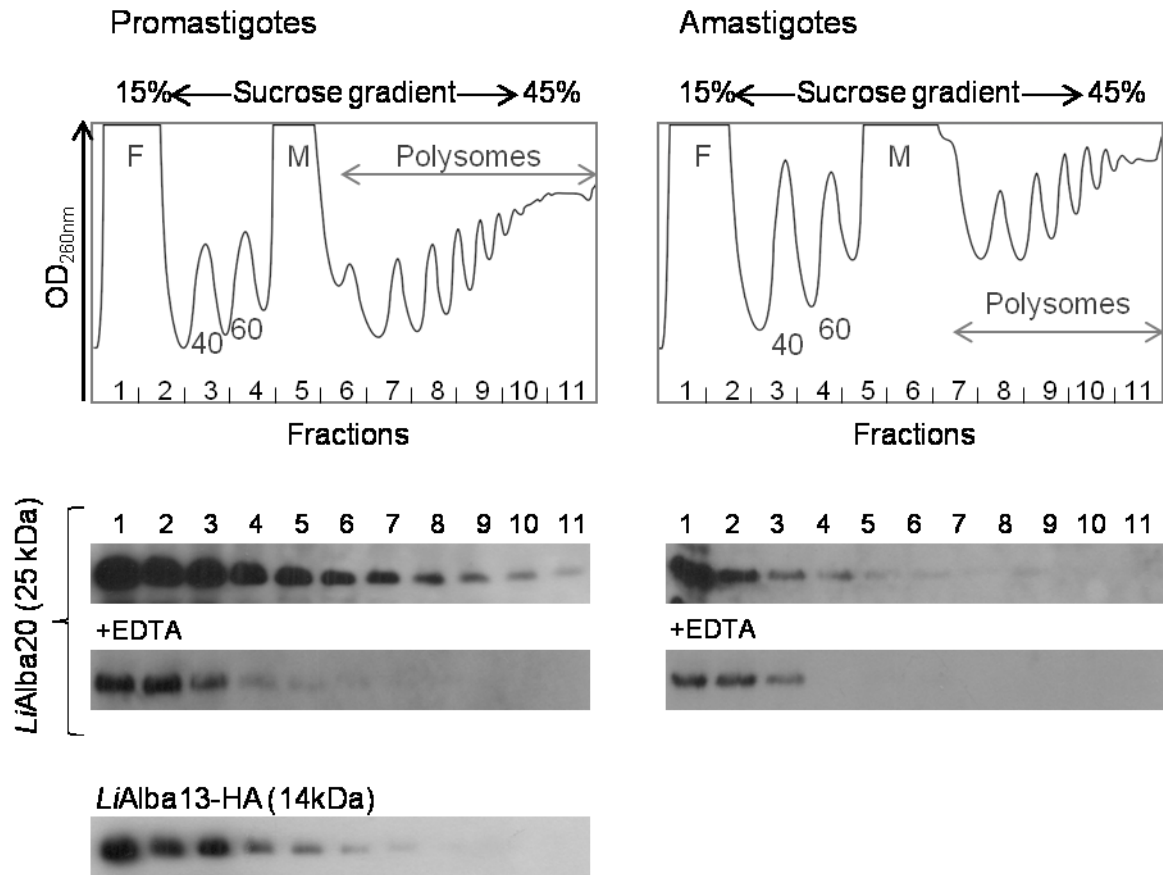 Promastigotes
Amastigotes
15% Sucrose gradient 45%
15% Sucrose gradient 45%
OD260nm
F
M
Polysomes
40
60
1 2 3 4 5 6 7 8 9 10 11
Fractions
F
M
Polysomes
40
60
1 2 3 4 5 6 7 8 9 10 11
Fractions
LiAlba20 (25 kDa)
1 2 3 4 5 6 7 8 9 10 11
1 2 3 4 5 6 7 8 9 10 11
+EDTA
+EDTA
LiAlba13-HA (14kDa)